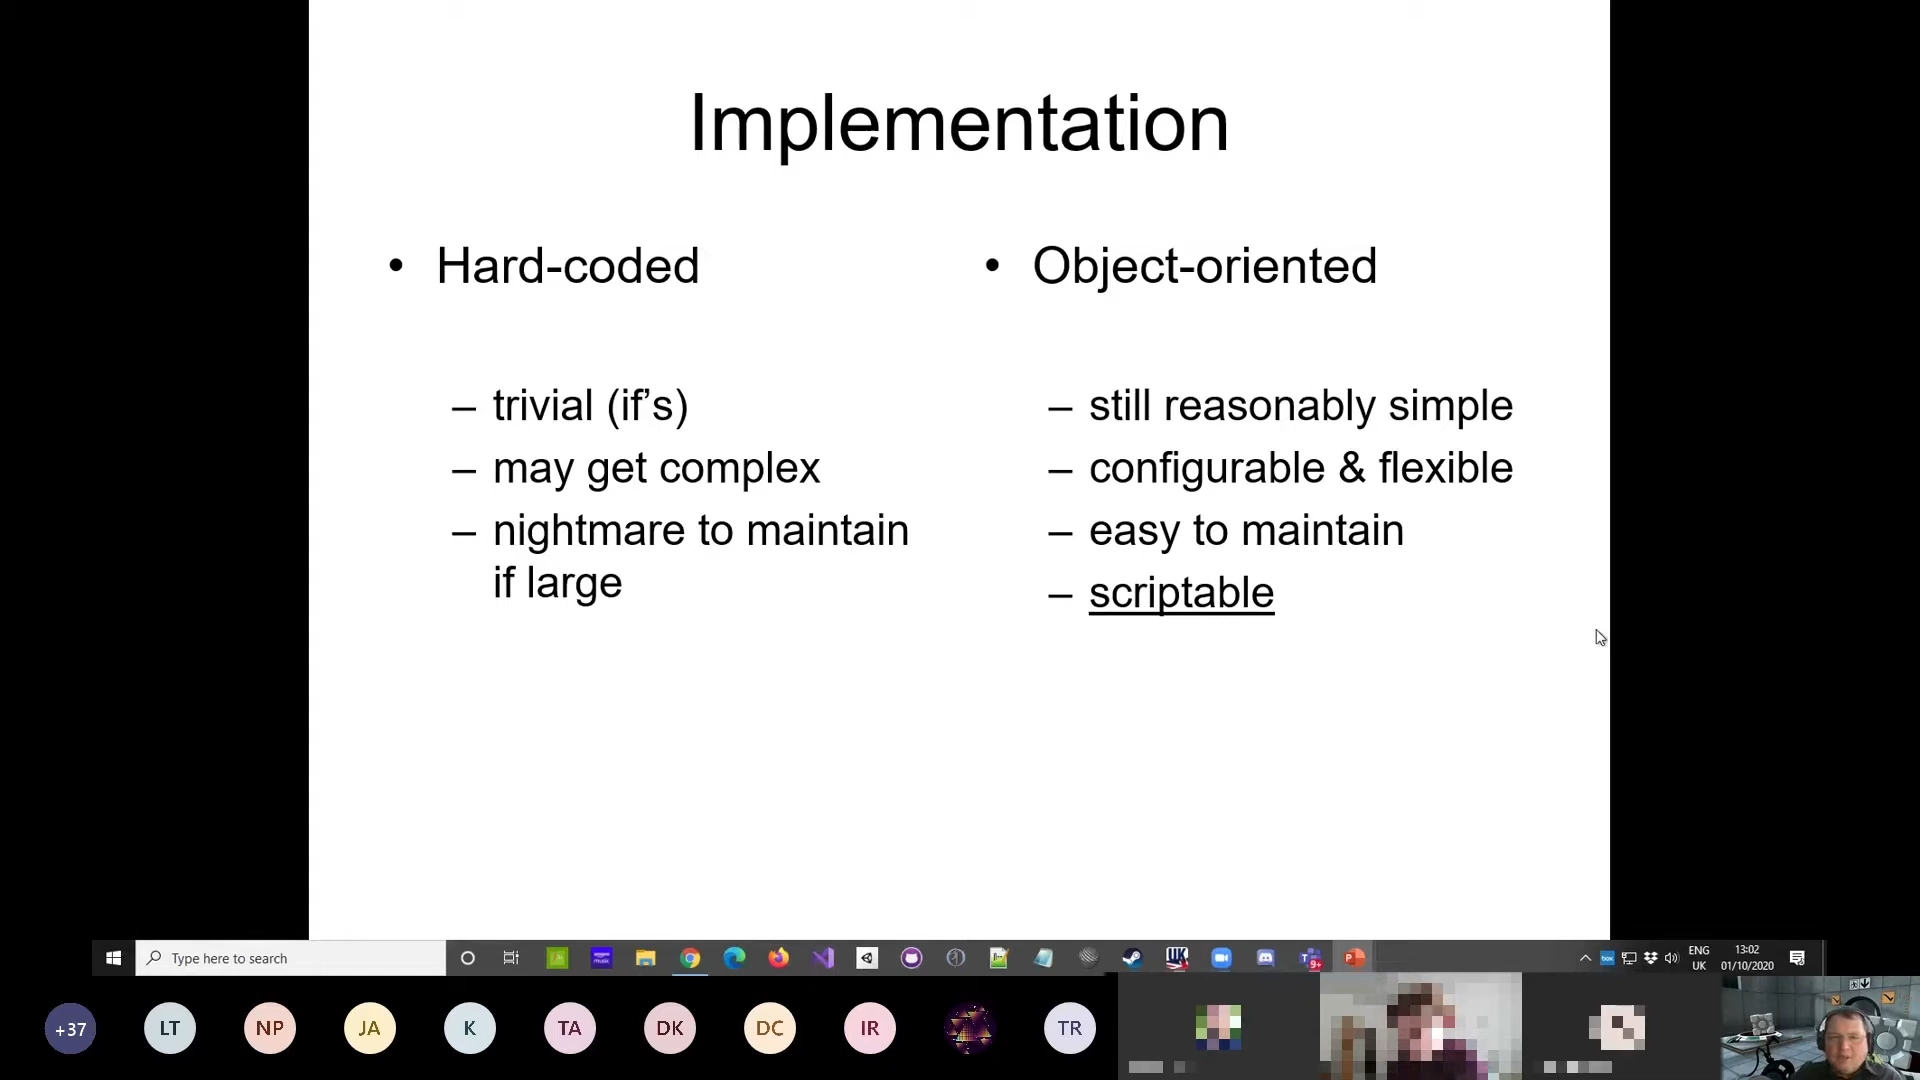 Implementation
• Hard-coded
– trivial (if’s)
– may get complex
– nightmare to maintain
if large
• Object-oriented
– still reasonably simple
– configurable & flexible
– easy to maintain
– scriptable
Type here to search
ENG
UK
13:02
01/10/2020
+37
LT
NP
JA
K
TA
DK
DC
IR
TR